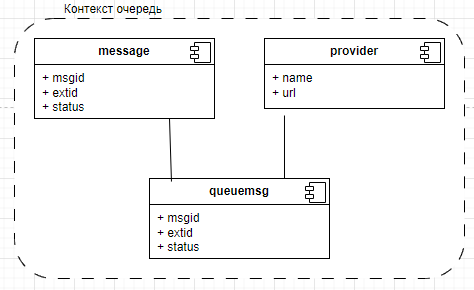 Контекст очередь
message
+ msgid
+ extid
+ status
provider
+ name
+ url
queuemsg
+ msgid
+ extid
+ status